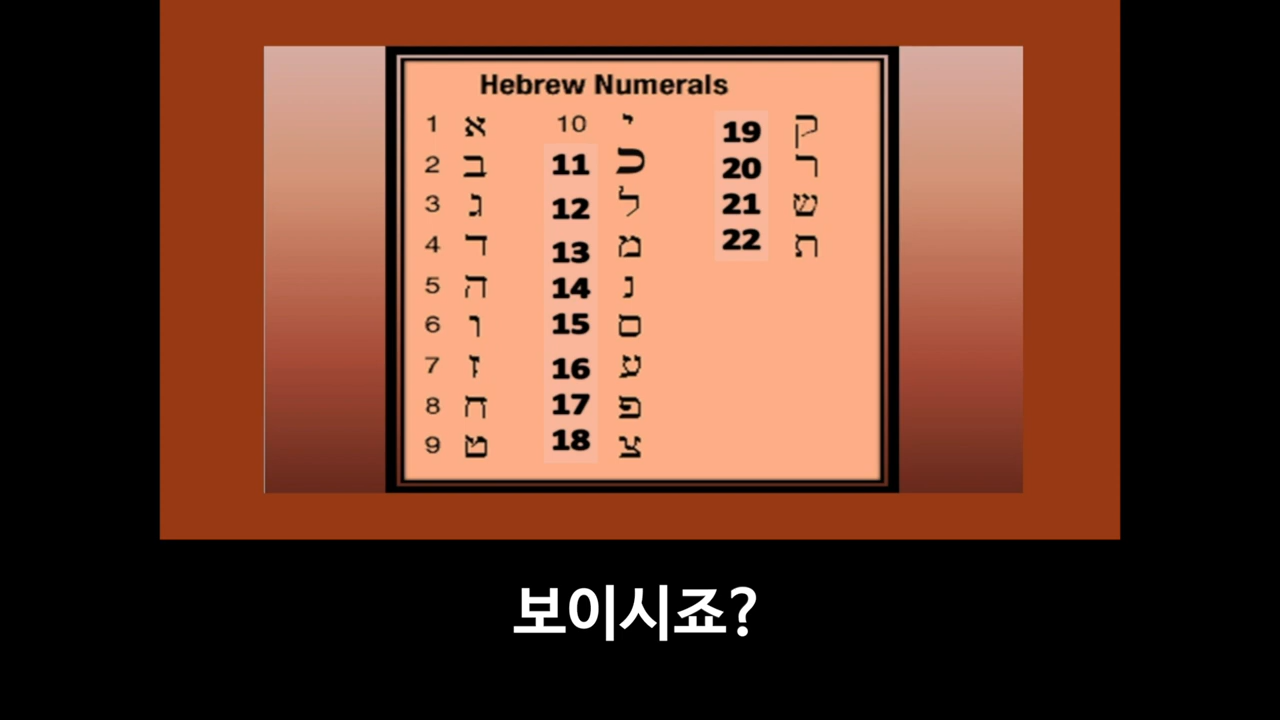 Hebrew Numerals
1 א 10 י 19 ק
2 ב 11 כ 20 ר
3 ג 12 ל 21 ש
4 ד 13 מ 22 ת
5 ה 14 נ
6 ו 15 ס
7 ז 16 ע
8 ח 17 פ
9 ט 18 צ
보이시죠?